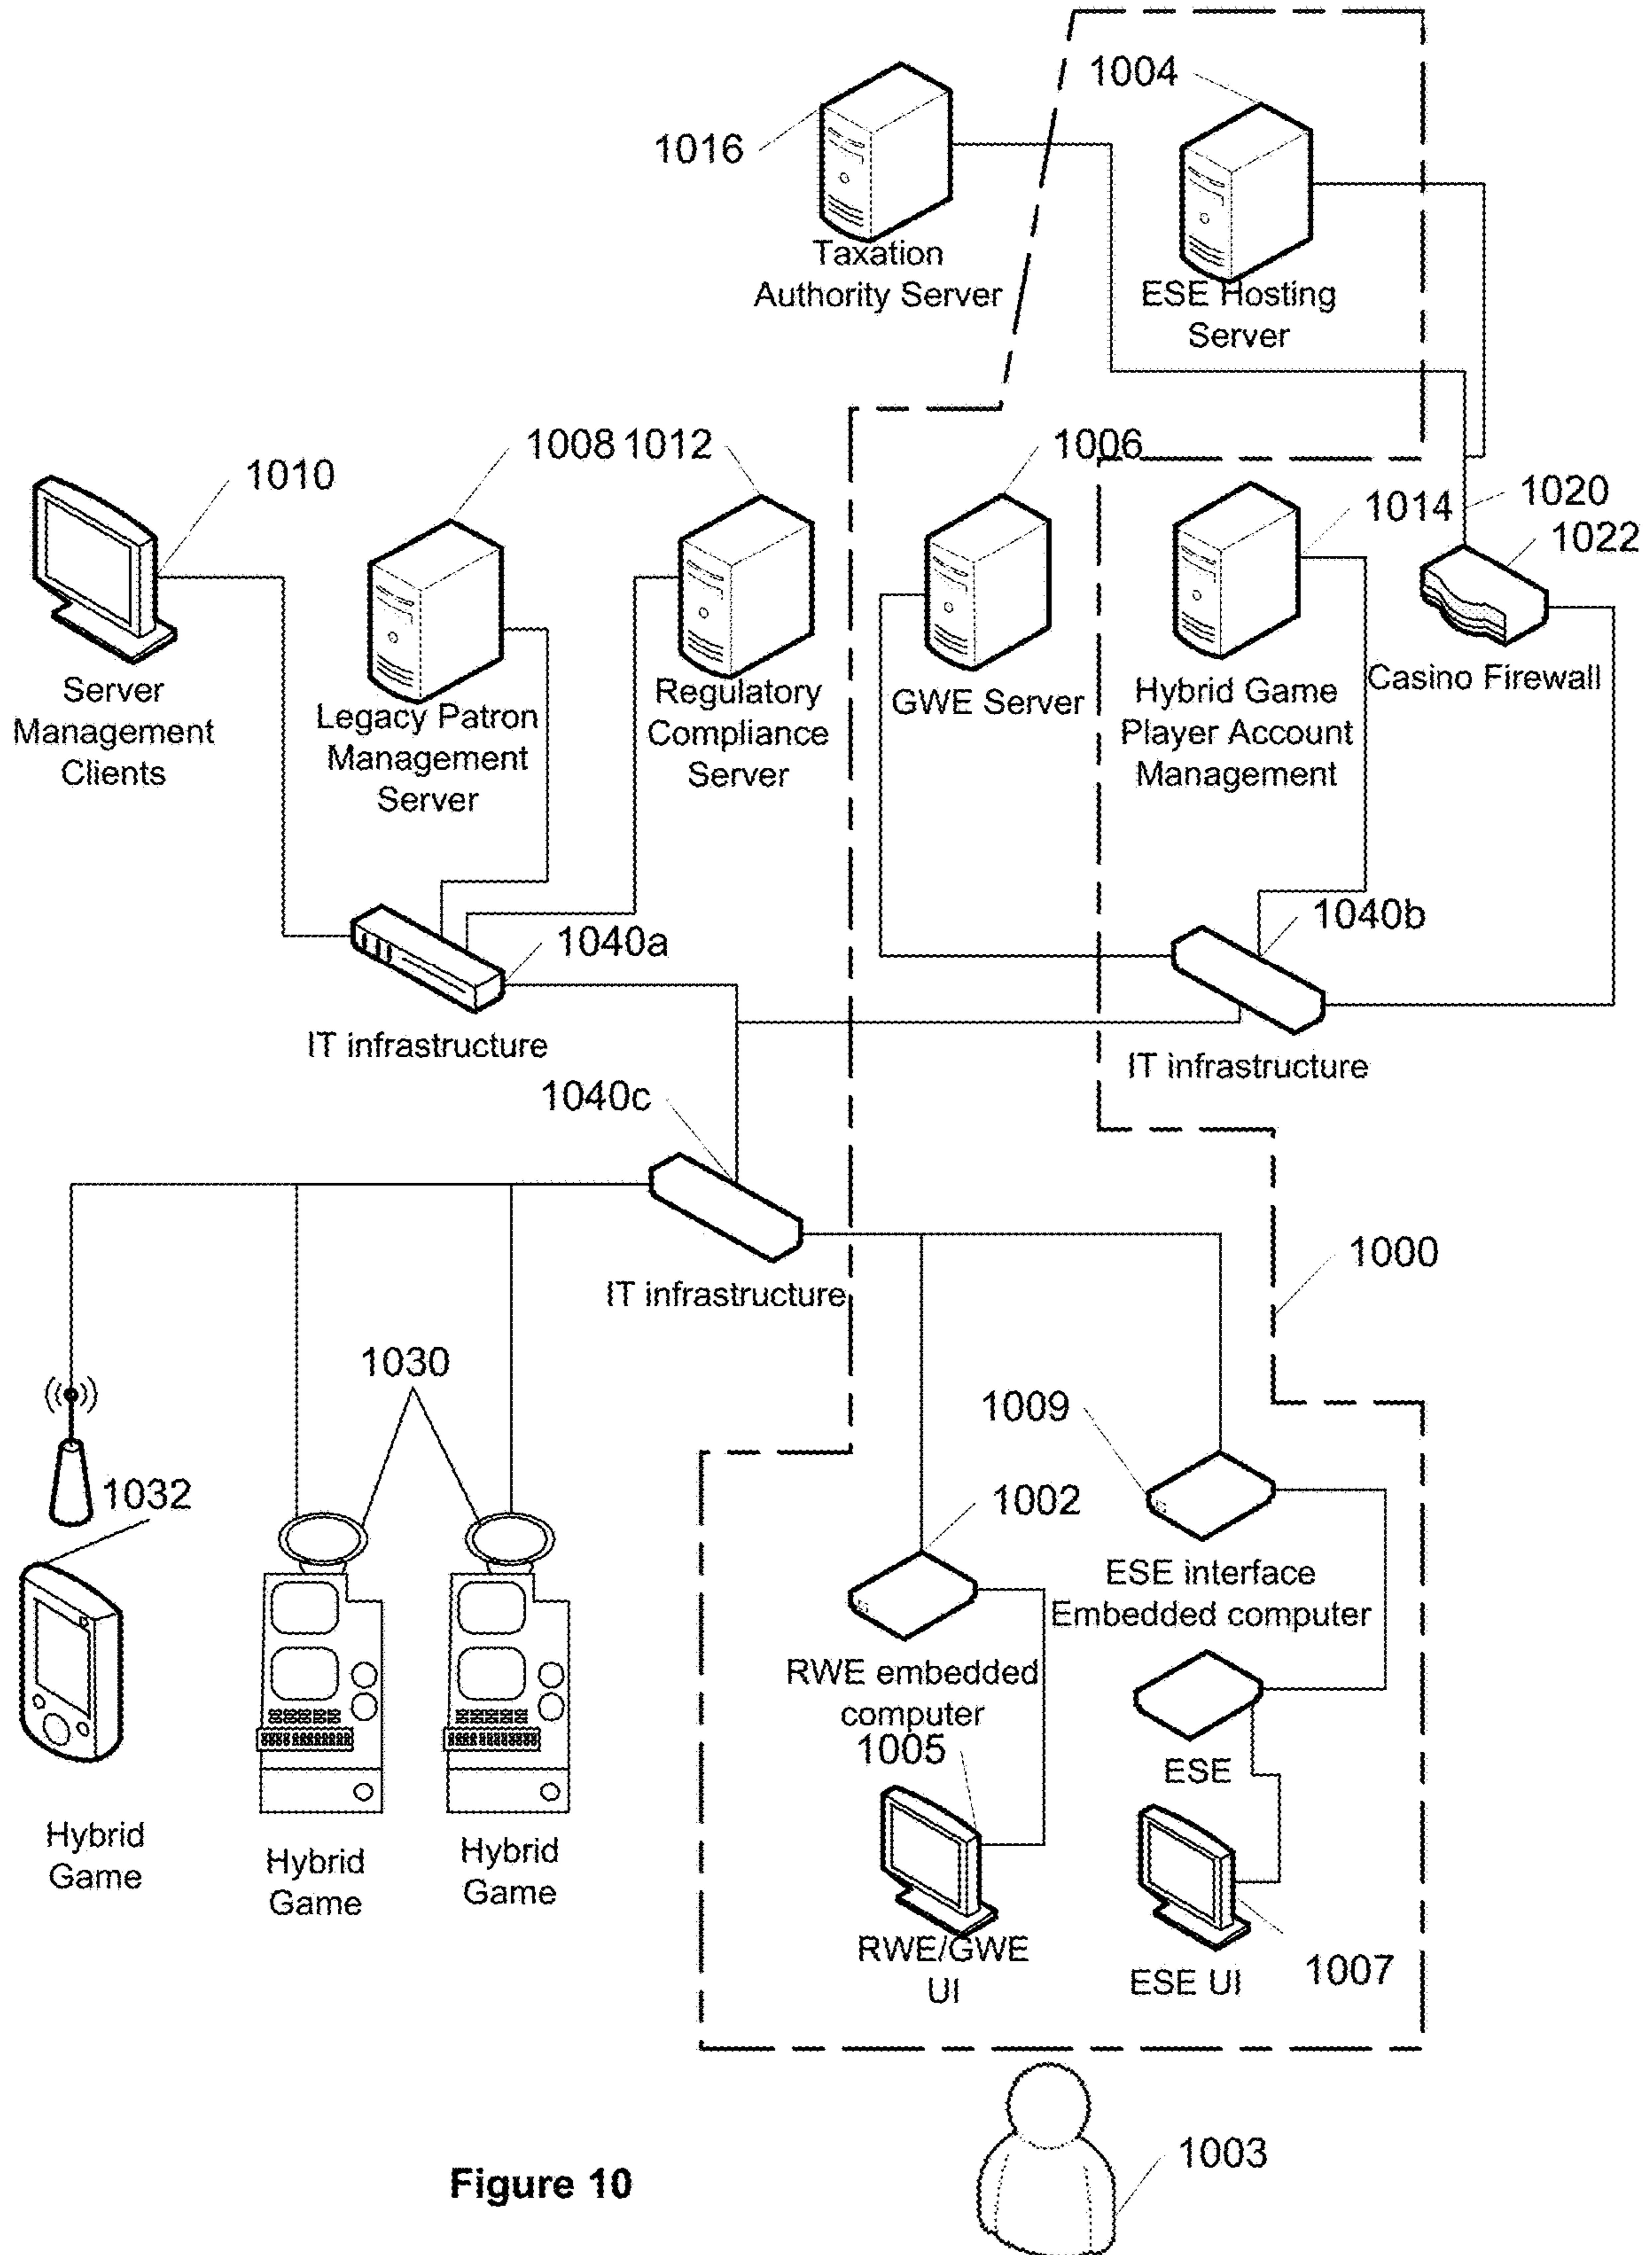 1004
1016
Taxation
Authority Server
ESE Hosting
Server
1008
1012
1006
1010
1014
1020
1022
Server
Management
Clients
Legacy Patron
Management
Server
Regulatory
Compliance
Server
GWE Server
Hybrid Game
Player Account
Management
Casino Firewall
1040a
1040b
IT infrastructure
IT infrastructure
1040c
IT infrastructure
1000
1030
1009
1032
1002
ESE interface
Embedded computer
RWE embedded
computer
1005
ESE
Hybrid
Game
Hybrid
Game
Hybrid
Game
RWE/GWE
UI
ESE UI
1007
1003
Figure 10